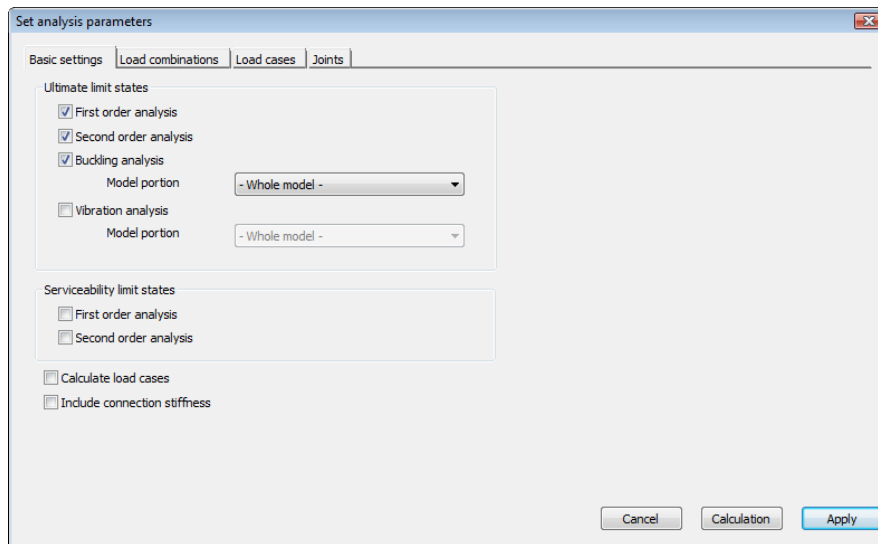 Set analysis parameters
Basic settings Load combinations Load cases Joints
Ultimate limit states
First order analysis
Second order analysis
Buckling analysis
Model portion - Whole model -
Vibration analysis
Model portion - Whole model -
Serviceability limit states
First order analysis
Second order analysis
Calculate load cases
Include connection stiffness
Cancel Calculation Apply